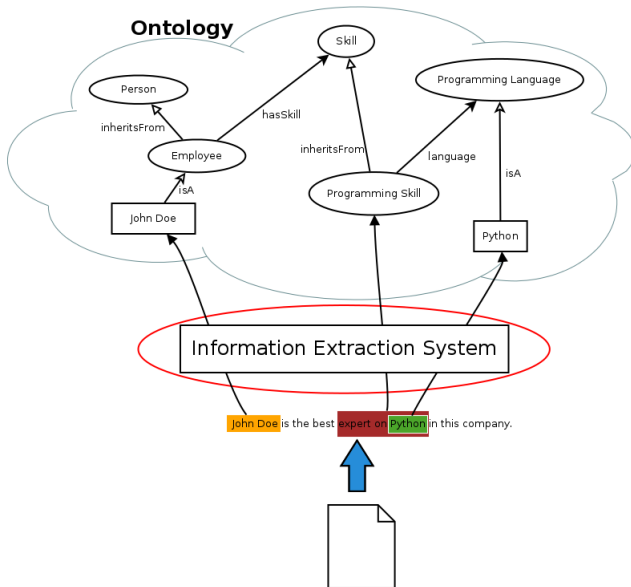 Ontology
Skill
Person
Programming Language
hasSkill
inheritsFrom
Employee
inheritsFrom
language
isA
isA
Programming Skill
John Doe
Python
Information Extraction System
John Doe is the best expert on Python in this company.